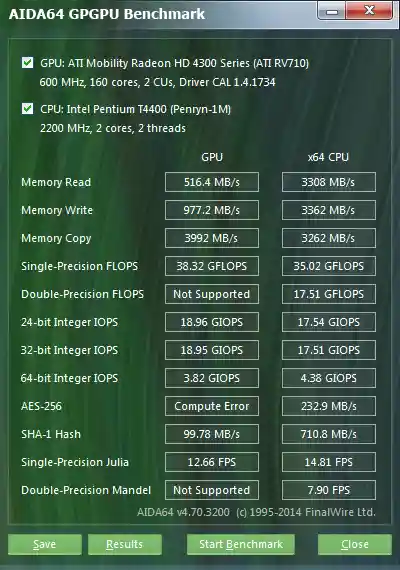 AIDA64 GPGPU Benchmark
GPU: ATI Mobility Radeon HD 4300 Series (ATI RV710)
600 MHz, 160 cores, 2 CUs, Driver CAL 1.4.1734
CPU: Intel Pentium T4400 (Penryn-1M)
2200 MHz, 2 cores, 2 threads
GPU x64 CPU
Memory Read 516.4 MB/s 3308 MB/s
Memory Write 977.2 MB/s 3362 MB/s
Memory Copy 3992 MB/s 3262 MB/s
Single-Precision FLOPS 38.32 GFLOPS 35.02 GFLOPS
Double-Precision FLOPS Not Supported 17.51 GFLOPS
24-bit Integer IOPS 18.96 GIOPS 17.54 GIOPS
32-bit Integer IOPS 18.95 GIOPS 17.51 GIOPS
64-bit Integer IOPS 3.82 GIOPS 4.38 GIOPS
AES-256 Compute Error 232.9 MB/s
SHA-1 Hash 99.78 MB/s 710.8 MB/s
Single-Precision Julia 12.66 FPS 14.81 FPS
Double-Precision Mandel Not Supported 7.90 FPS
AIDA64 v4.70.3200 (c) 1995-2014 FinalWire Ltd.
Save Results Start Benchmark Close